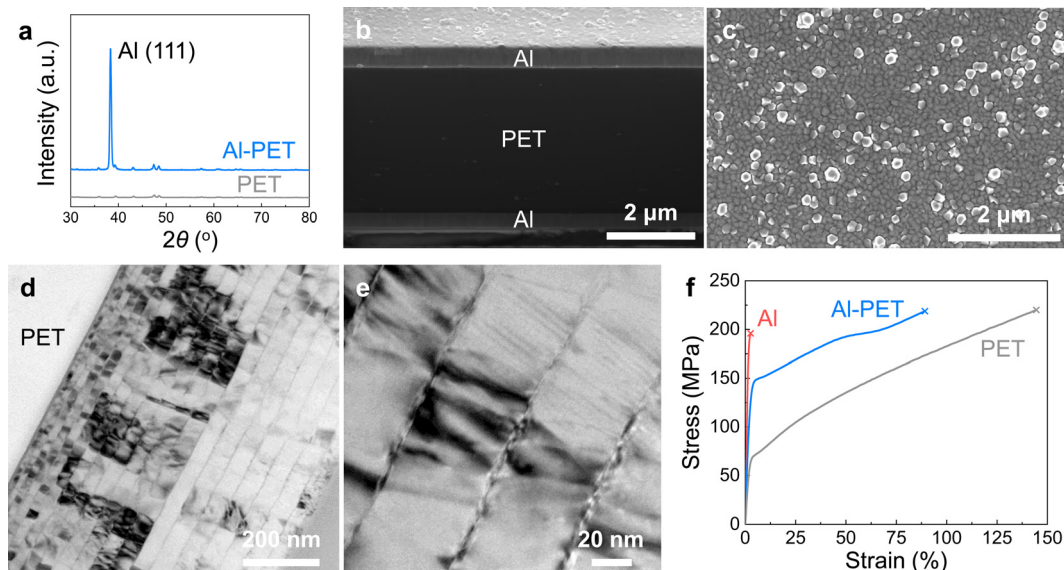 a
Al (111)
Al-PET
PET
Intensity (a.u.)
30 40 50 60 70 80
2θ (o)
b
Al
PET
Al
2 μm
c
2 μm
d
PET
200 nm
e
20 nm
f
Al
Al-PET
PET
Stress (MPa)
250
200
150
100
50
0
0 25 50 75 100 125 150
Strain (%)